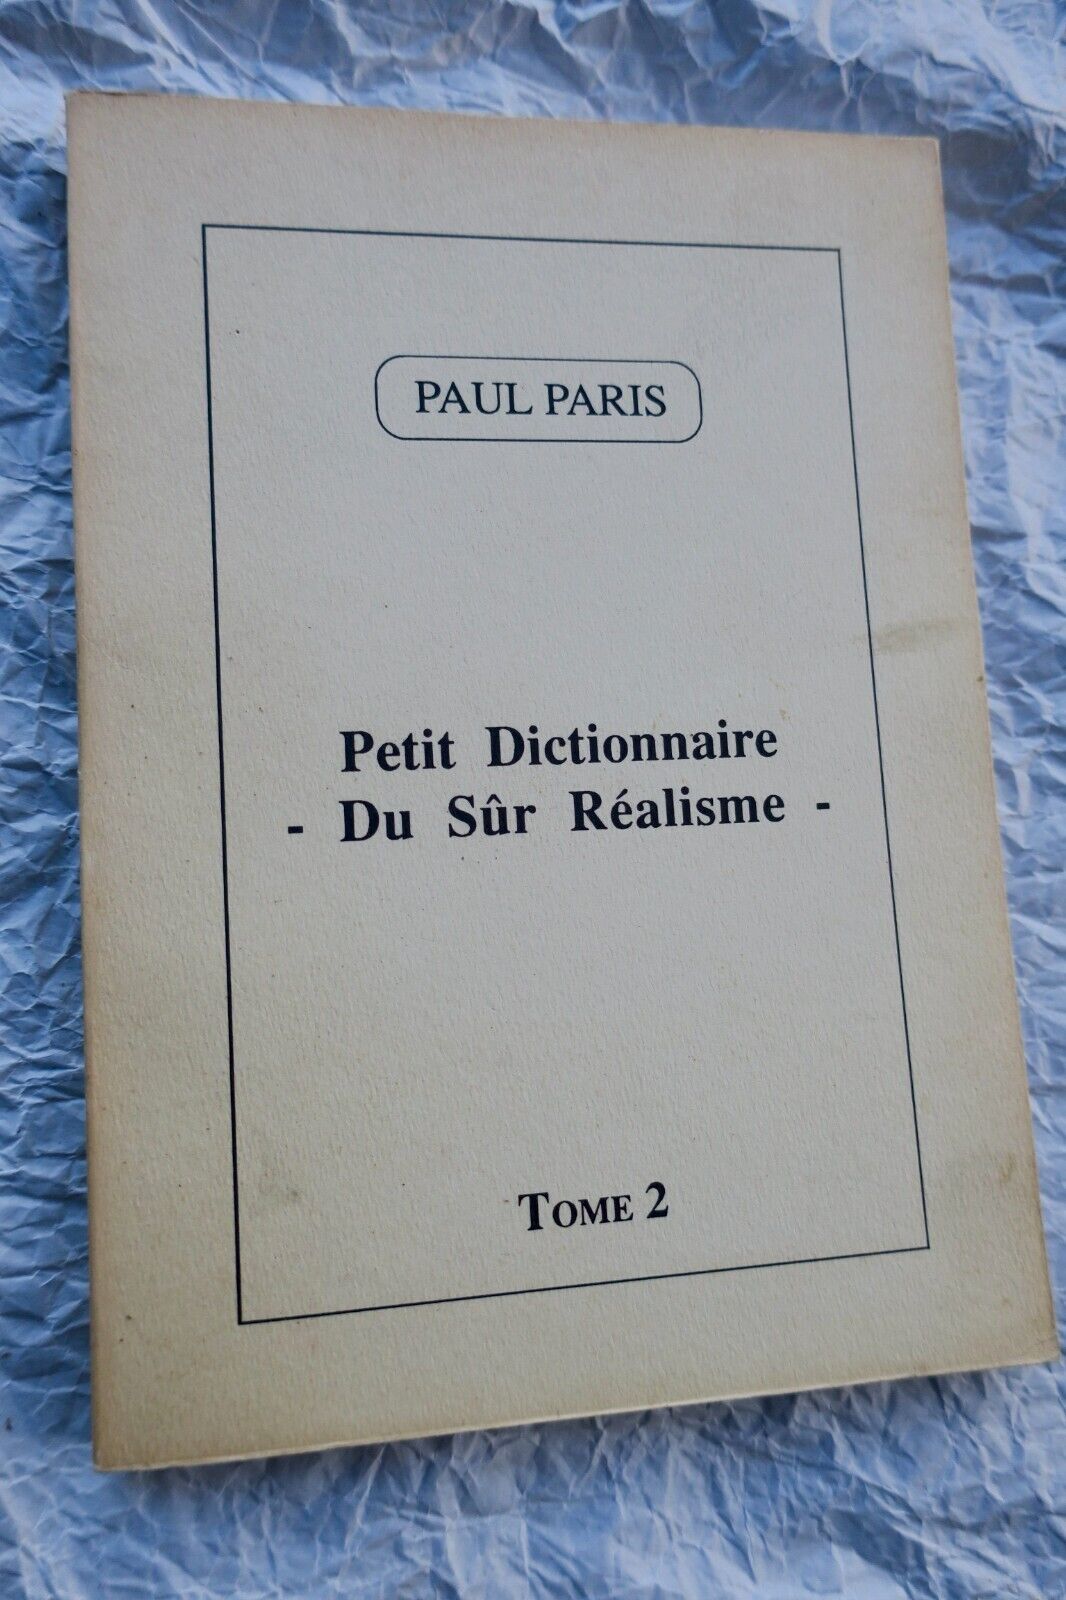 PAUL PARIS
Petit Dictionnaire
- Du Sûr Réalisme -
TOME 2